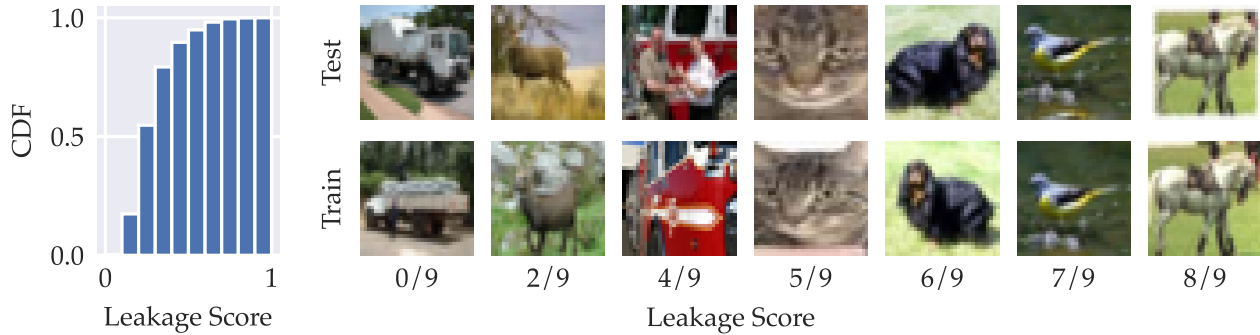 1.0
0.5
0.0
CDF
0
1
Leakage Score
Test
Train
0/9 2/9 4/9 5/9 6/9 7/9 8/9
Leakage Score